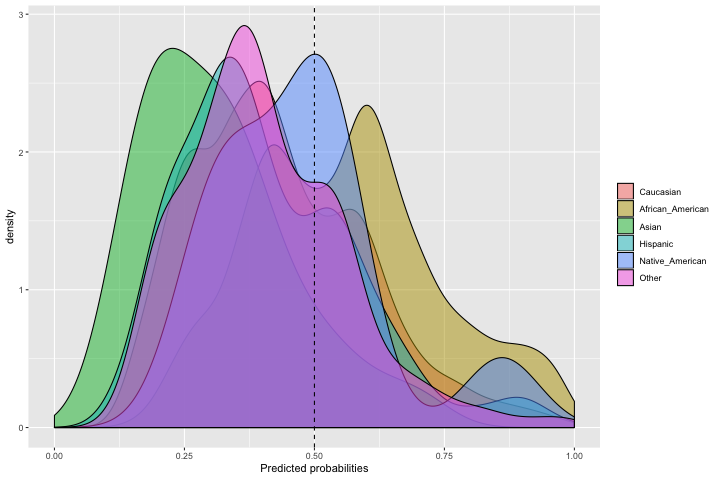 3
2
1
0
density
0.00 0.25 0.50 0.75 1.00
Predicted probabilities
Caucasian
African_American
Asian
Hispanic
Native_American
Other